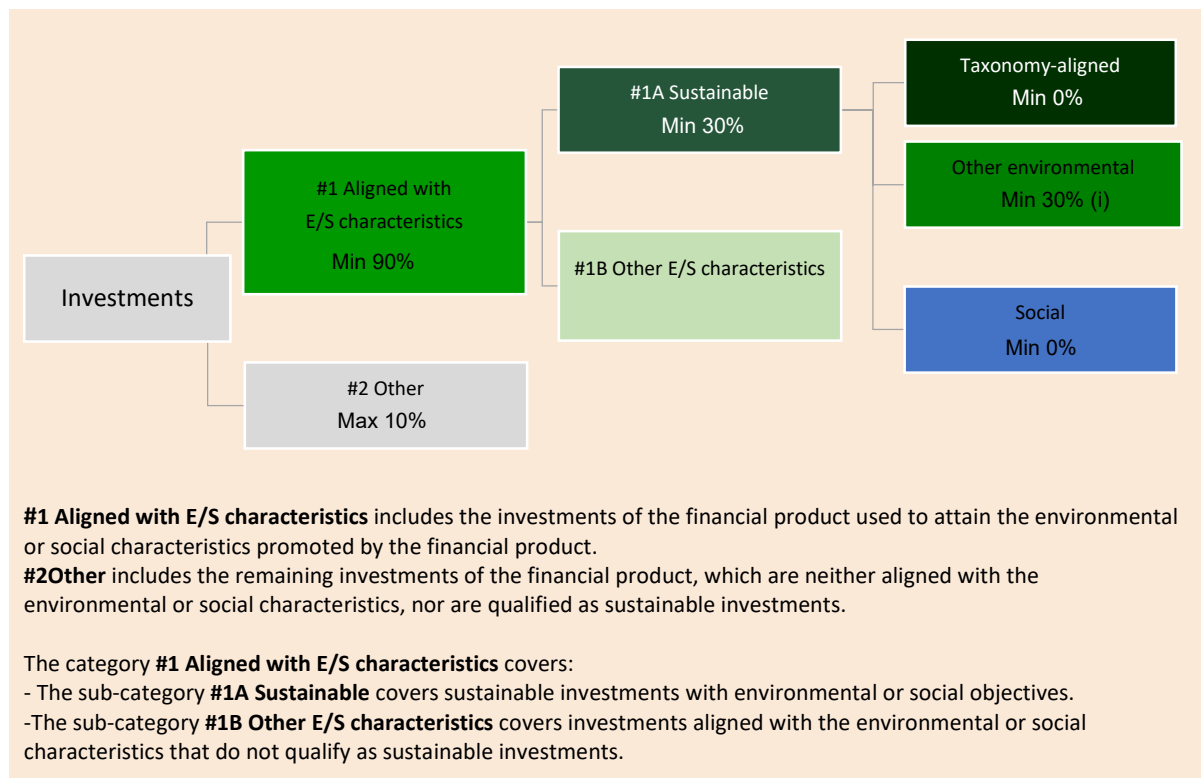 Investments
#1 Aligned with
E/S characteristics
Min 90%
#2 Other
Max 10%
#1A Sustainable
Min 30%
#1B Other E/S characteristics
Taxonomy-aligned
Min 0%
Other environmental
Min 30% (i)
Social
Min 0%
#1 Aligned with E/S characteristics includes the investments of the financial product used to attain the environmental
or social characteristics promoted by the financial product.
#2Other includes the remaining investments of the financial product, which are neither aligned with the
environmental or social characteristics, nor are qualified as sustainable investments.
The category #1 Aligned with E/S characteristics covers:
- The sub-category #1A Sustainable covers sustainable investments with environmental or social objectives.
-The sub-category #1B Other E/S characteristics covers investments aligned with the environmental or social
characteristics that do not qualify as sustainable investments.